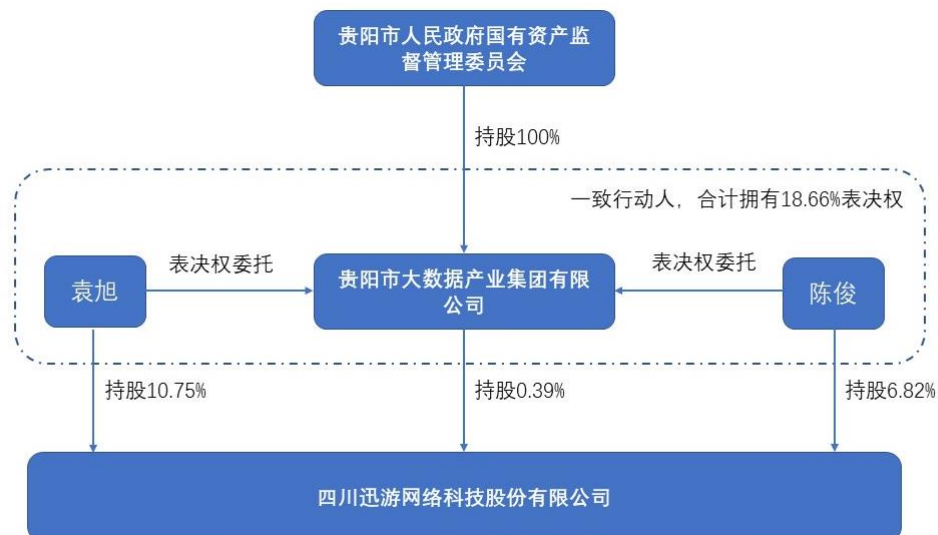 贵阳市人民政府国有资产监
督管理委员会
持股100%
一致行动人，合计拥有18.66%表决权
袁旭
表决权委托
贵阳市大数据产业集团有限
公司
表决权委托
陈俊
持股10.75%
持股0.39%
持股6.82%
四川迅游网络科技股份有限公司